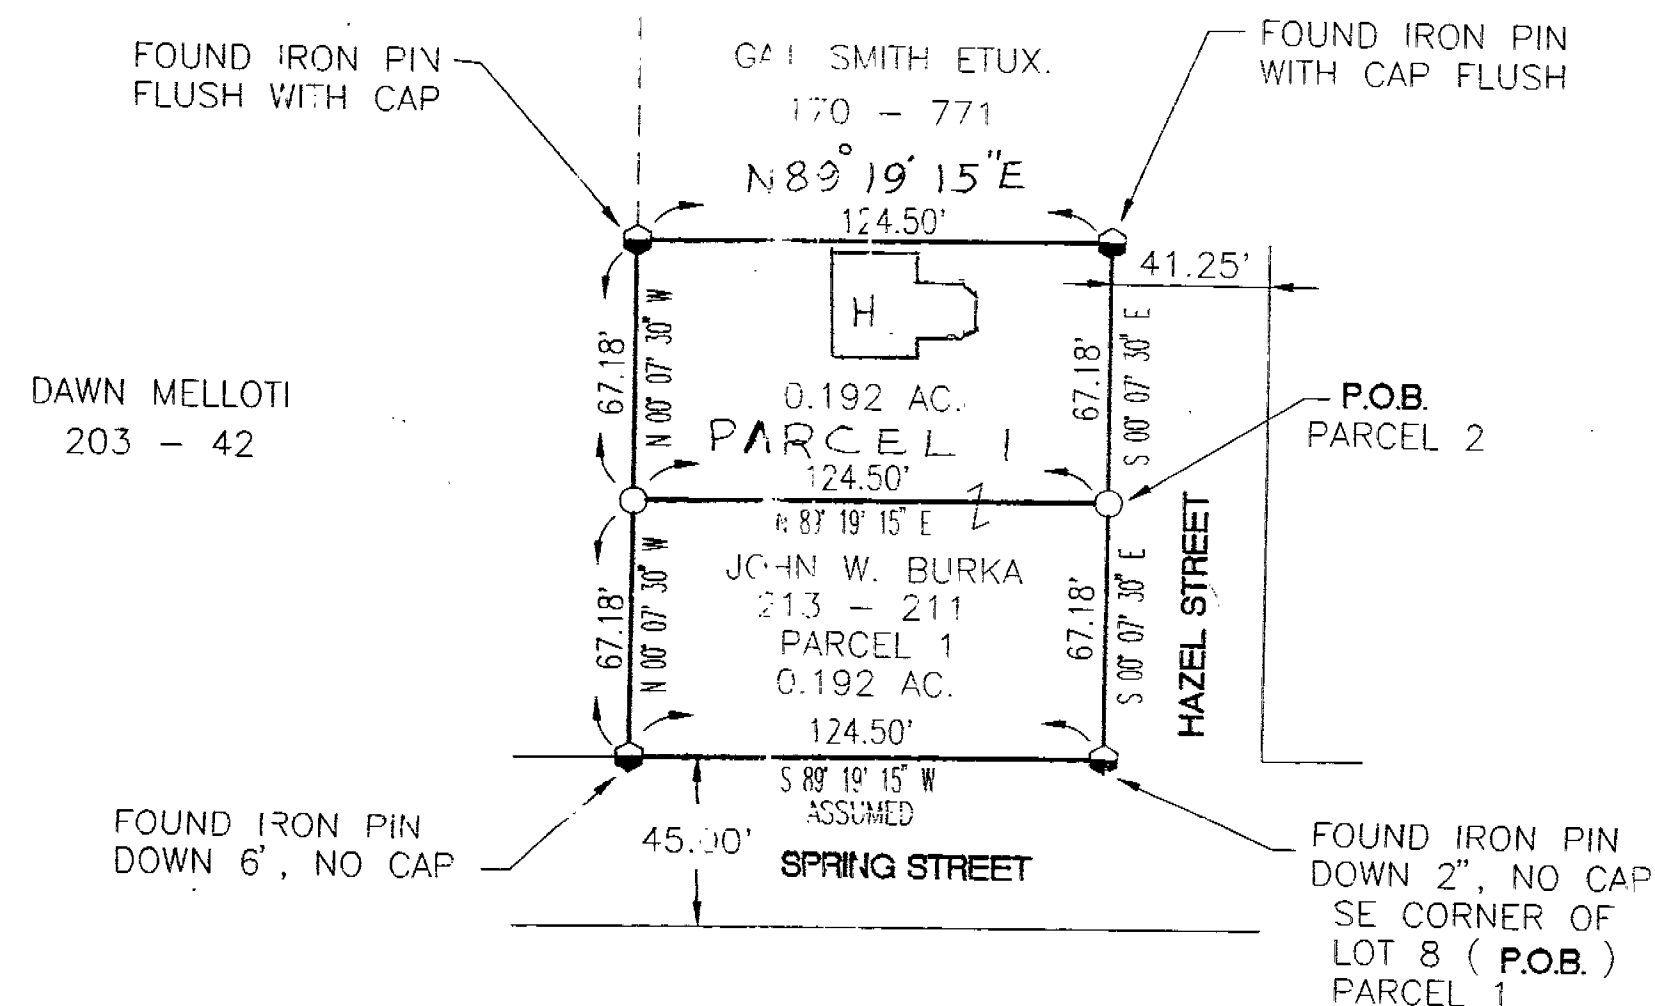 FOUND IRON PIN
FLUSH WITH CAP
SMITH ETUX.
170 - 771
FOUND IRON PIN
WITH CAP FLUSH
N 89° 19' 15" E
124.50'
41.25'
H
67.18'
N 00° 07' 30" W
67.18'
S 00° 07' 30" E
DAWN MELLOTI
203 - 42
0.192 AC.
PARCEL 1
124.50'
N 89° 19' 15" E
P.O.B.
PARCEL 2
JOHN W. BURKA
213 - 211
PARCEL 1
0.192 AC.
67.18'
N 00° 07' 30" W
67.18'
S 00° 07' 30" E
HAZEL STREET
124.50'
S 89° 19' 15" W
ASSUMED
45.00'
SPRING STREET
FOUND IRON PIN
DOWN 6', NO CAP
FOUND IRON PIN
DOWN 2", NO CAP
SE CORNER OF
LOT 8 ( P.O.B. )
PARCEL 1